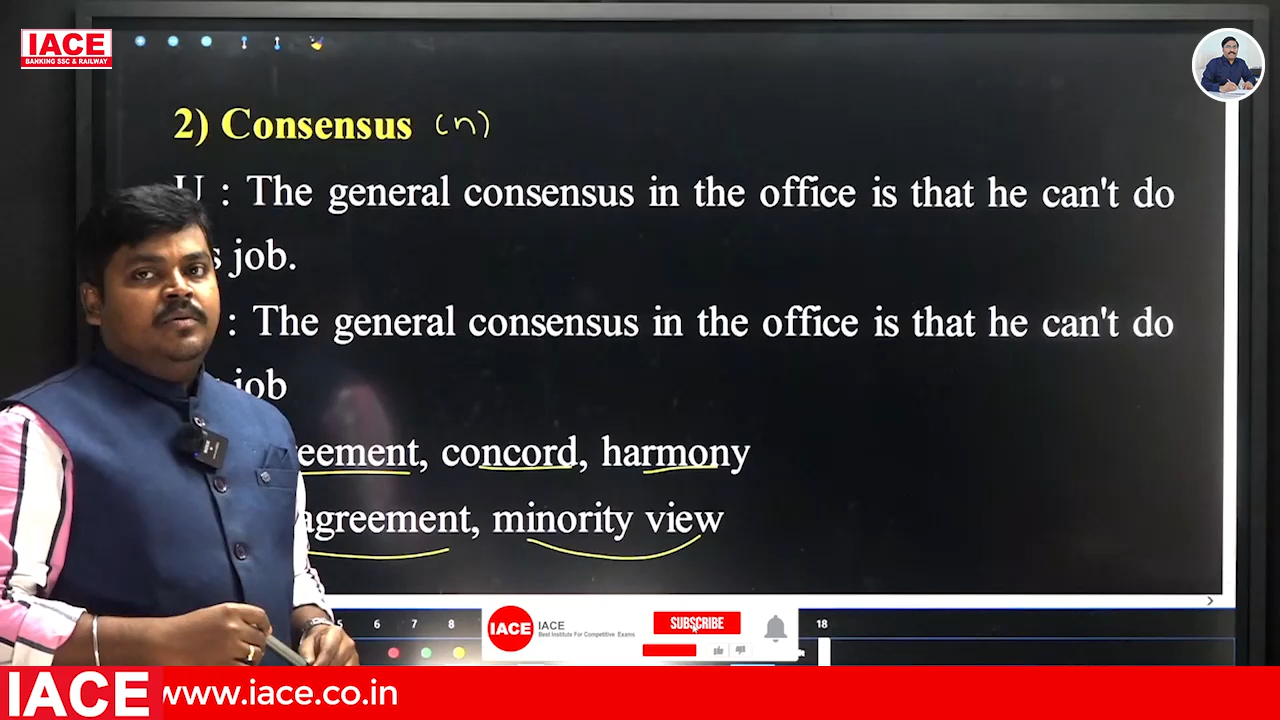 IACE
BANKING SSC & RAILWAY
2) Consensus (n)
U : The general consensus in the office is that he can't do
job.
: The general consensus in the office is that he can't do
job
reement, concord, harmony
agreement, minority view
5 6 7 8 18
IACE
IACE
Best Institute For Competitive Exams
SUBSCRIBE
IACE www.iace.co.in